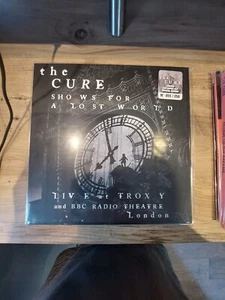 the
CURE
SHOWS FOR
A LOST WORLD
LIVE at TROXY
and BBC RADIO THEATRE
London